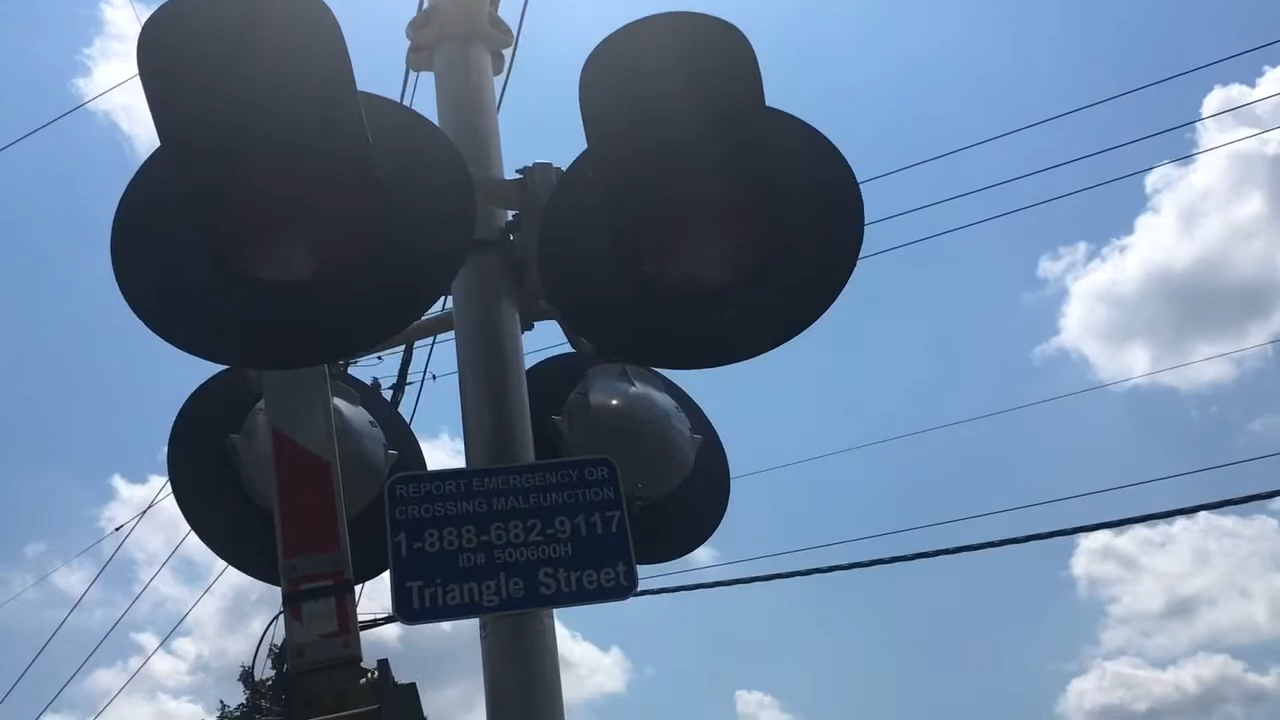 REPORT EMERGENCY OR
CROSSING MALFUNCTION
1-888-682-9117
ID# 500600H
Triangle Street